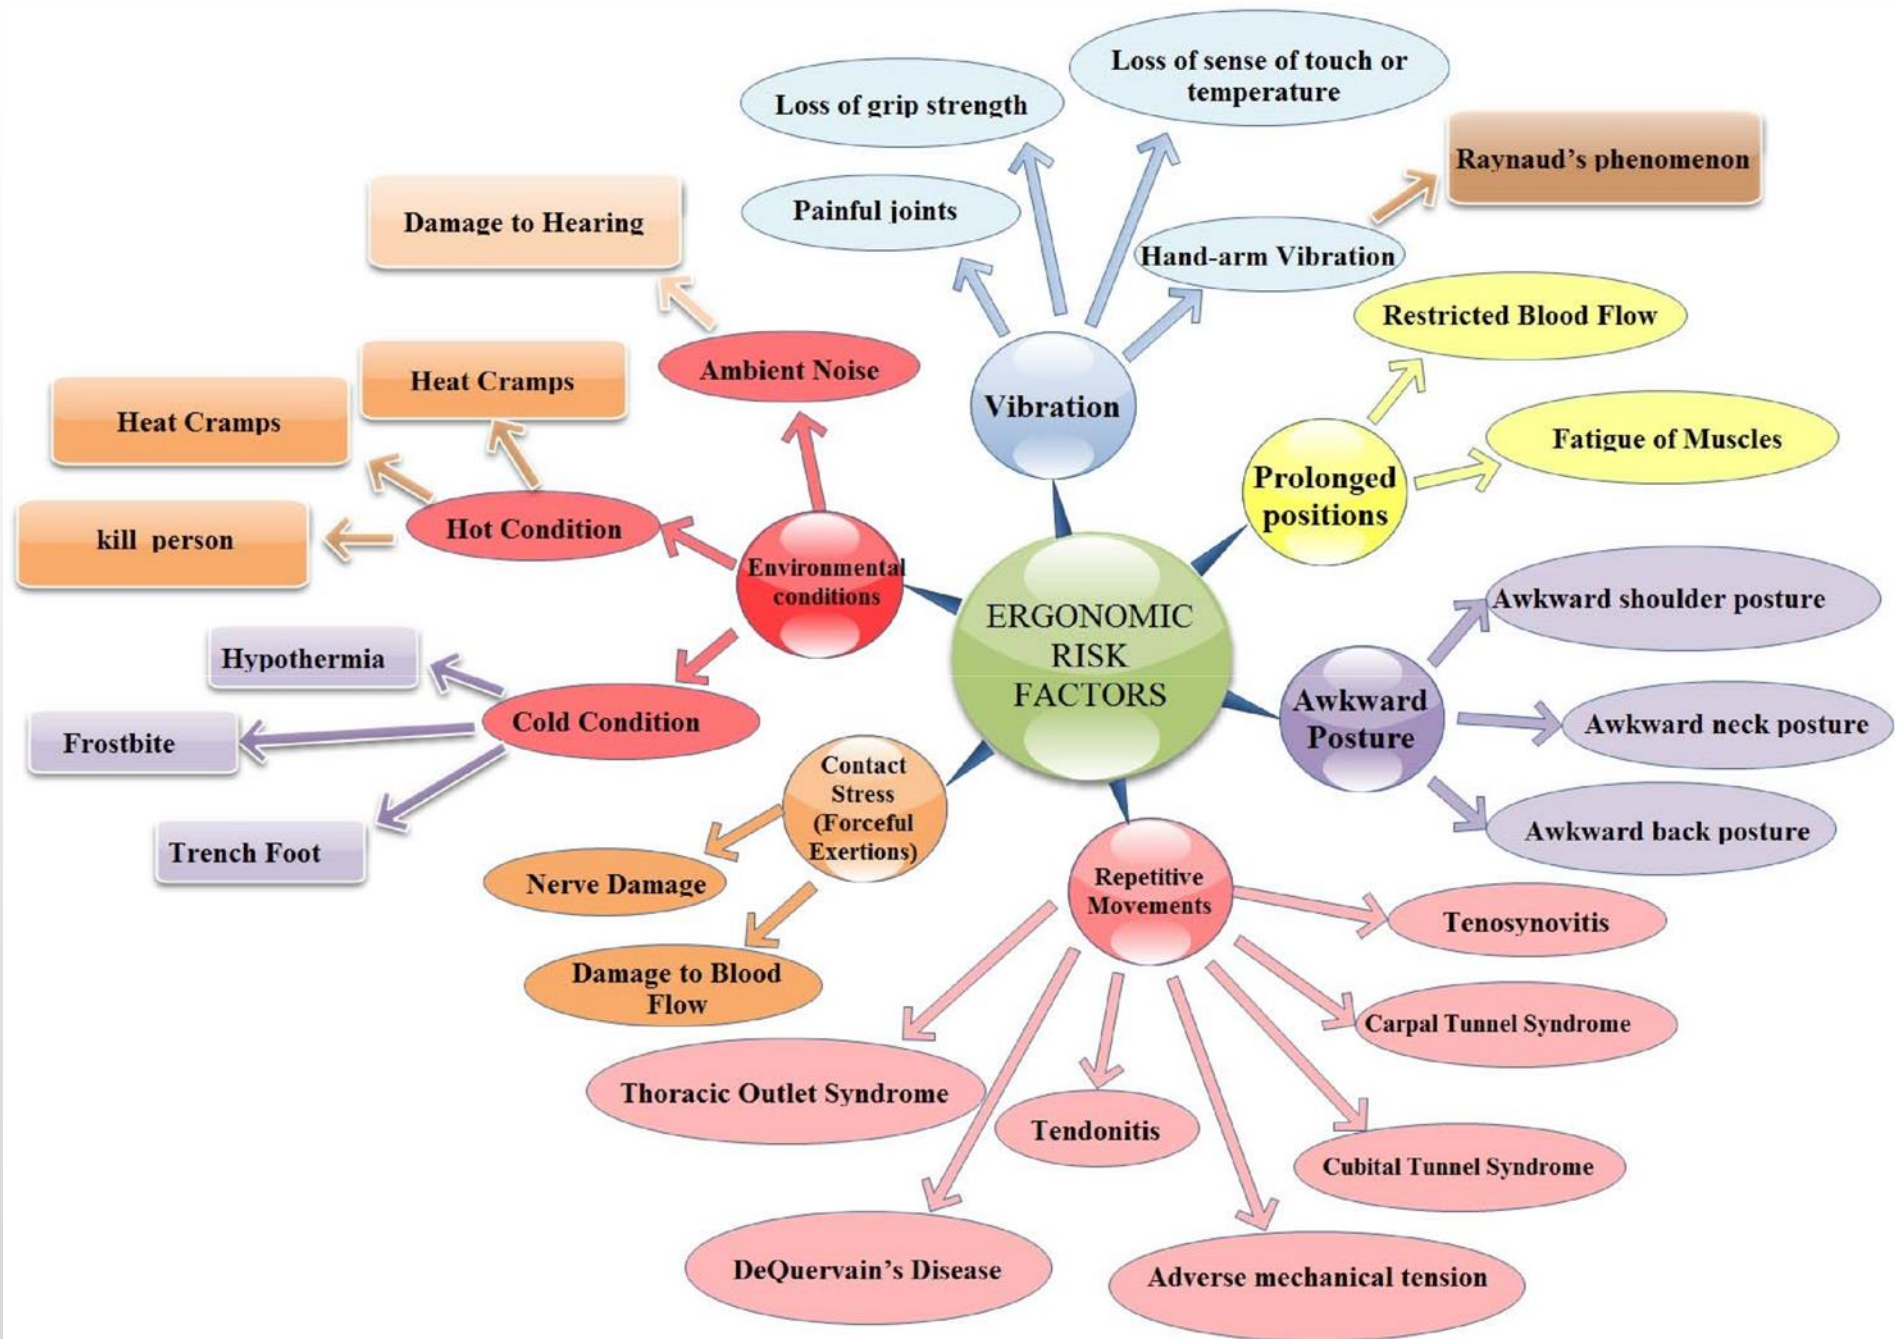 Loss of sense of touch or
temperature
Loss of grip strength
Raynaud’s phenomenon
Painful joints
Damage to Hearing
Hand-arm Vibration
Restricted Blood Flow
Ambient Noise
Heat Cramps
Vibration
Heat Cramps
Fatigue of Muscles
Prolonged
positions
Hot Condition
kill person
Environmental
conditions
Awkward shoulder posture
ERGONOMIC
RISK
FACTORS
Hypothermia
Awkward
Posture
Awkward neck posture
Cold Condition
Frostbite
Contact
Stress
(Forceful
Exertions)
Awkward back posture
Trench Foot
Nerve Damage
Repetitive
Movements
Tenosynovitis
Damage to Blood
Flow
Carpal Tunnel Syndrome
Thoracic Outlet Syndrome
Tendonitis
Cubital Tunnel Syndrome
DeQuervain’s Disease
Adverse mechanical tension